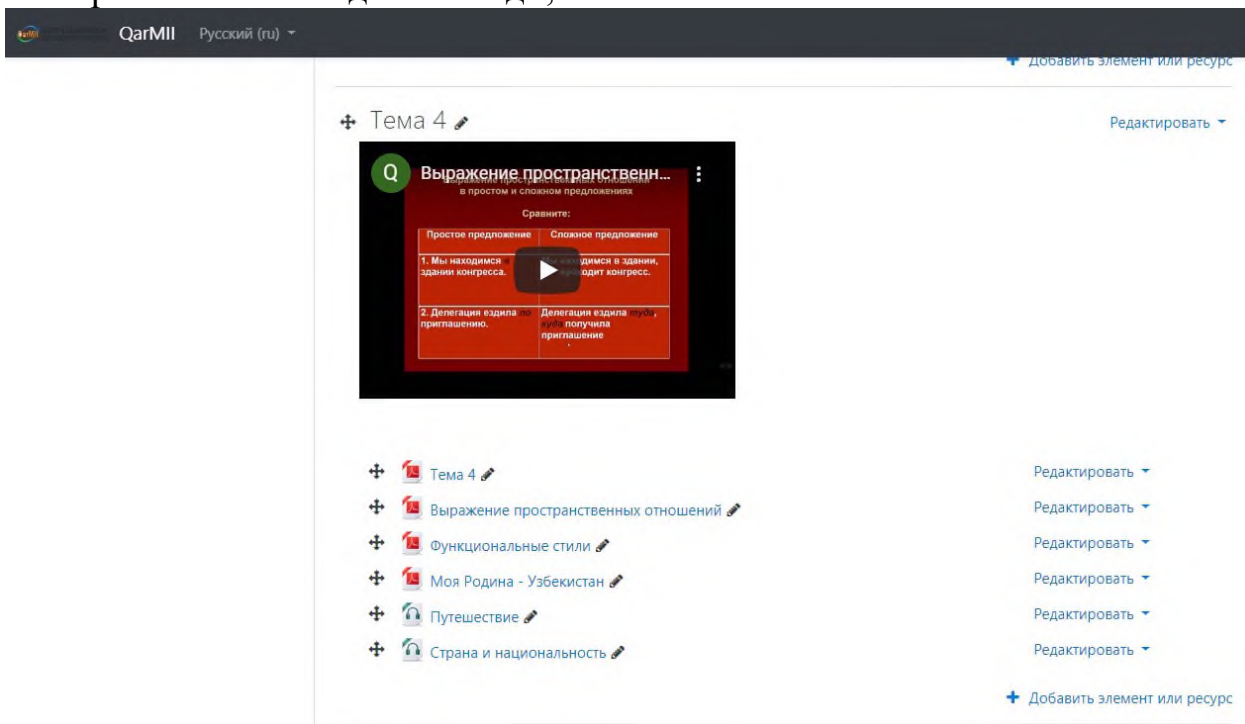 QarMII Русский (ru)
Добавить элемент или ресурс
Тема 4 Редактировать
Q Выражение пространственн...
в простом и сложном предложениях
Сравните:
Простое предложение Сложное предложение
1. Мы находимся в здании, 
здании конгресса. проходит конгресс.
2. Делегация ездила по Делегация ездила туда,
приглашению. куда получила
приглашение
Тема 4 Редактировать
Выражение пространственных отношений Редактировать
Функциональные стили Редактировать
Моя Родина - Узбекистан Редактировать
Путешествие Редактировать
Страна и национальность Редактировать
Добавить элемент или ресурс